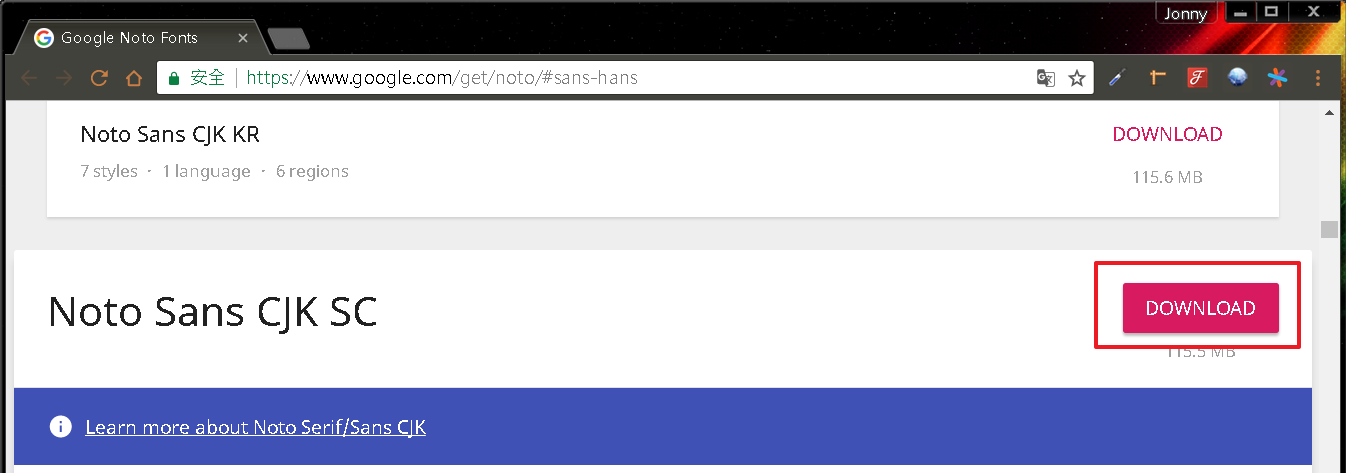 Jonny
Google Noto Fonts
安全 https://www.google.com/get/noto/#sans-hans
Noto Sans CJK KR
DOWNLOAD
7 styles · 1 language · 6 regions
115.6 MB
Noto Sans CJK SC
DOWNLOAD
115.5 MB
Learn more about Noto Serif/Sans CJK